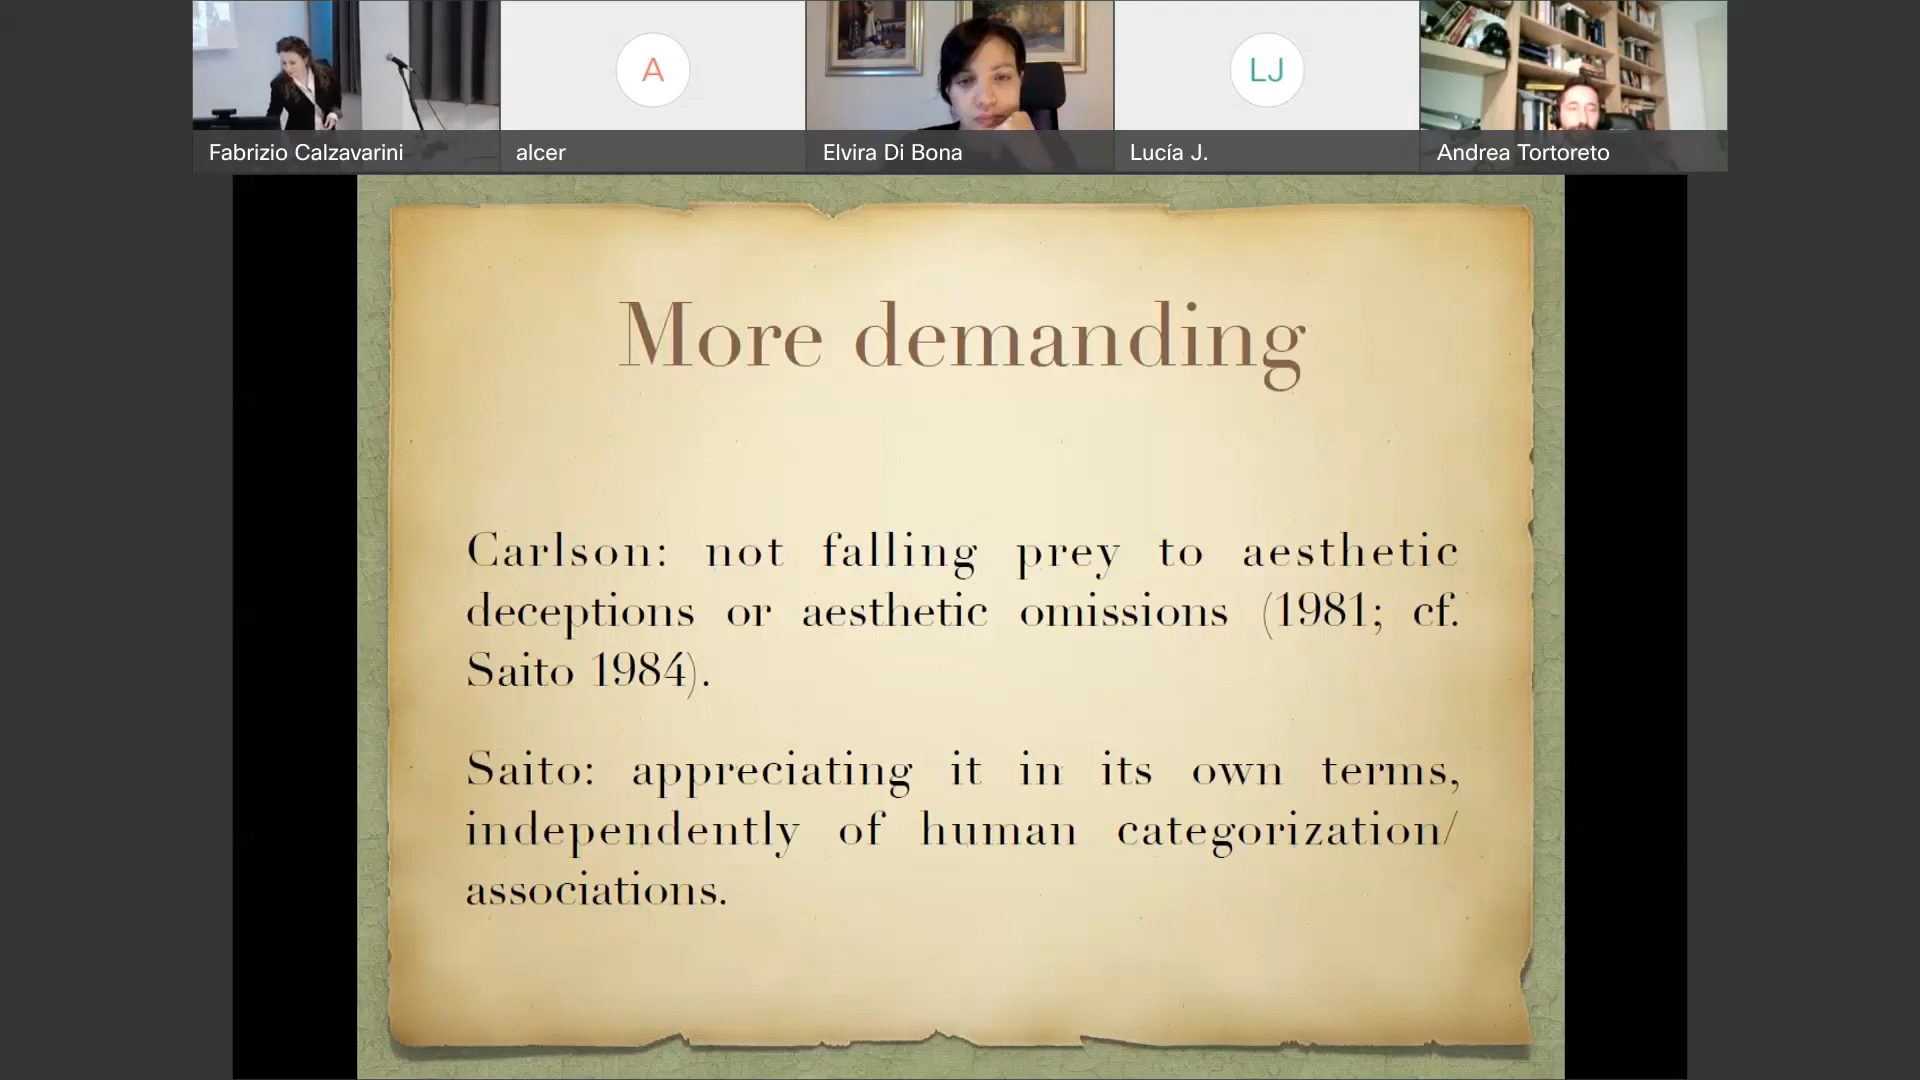 Fabrizio Calzavarini
A
alcer
Elvira Di Bona
LJ
Lucía J.
Andrea Tortoreto
More demanding
Carlson: not falling prey to aesthetic
deceptions or aesthetic omissions (1981; cf.
Saito 1984).
Saito: appreciating it in its own terms,
independently of human categorization/
associations.